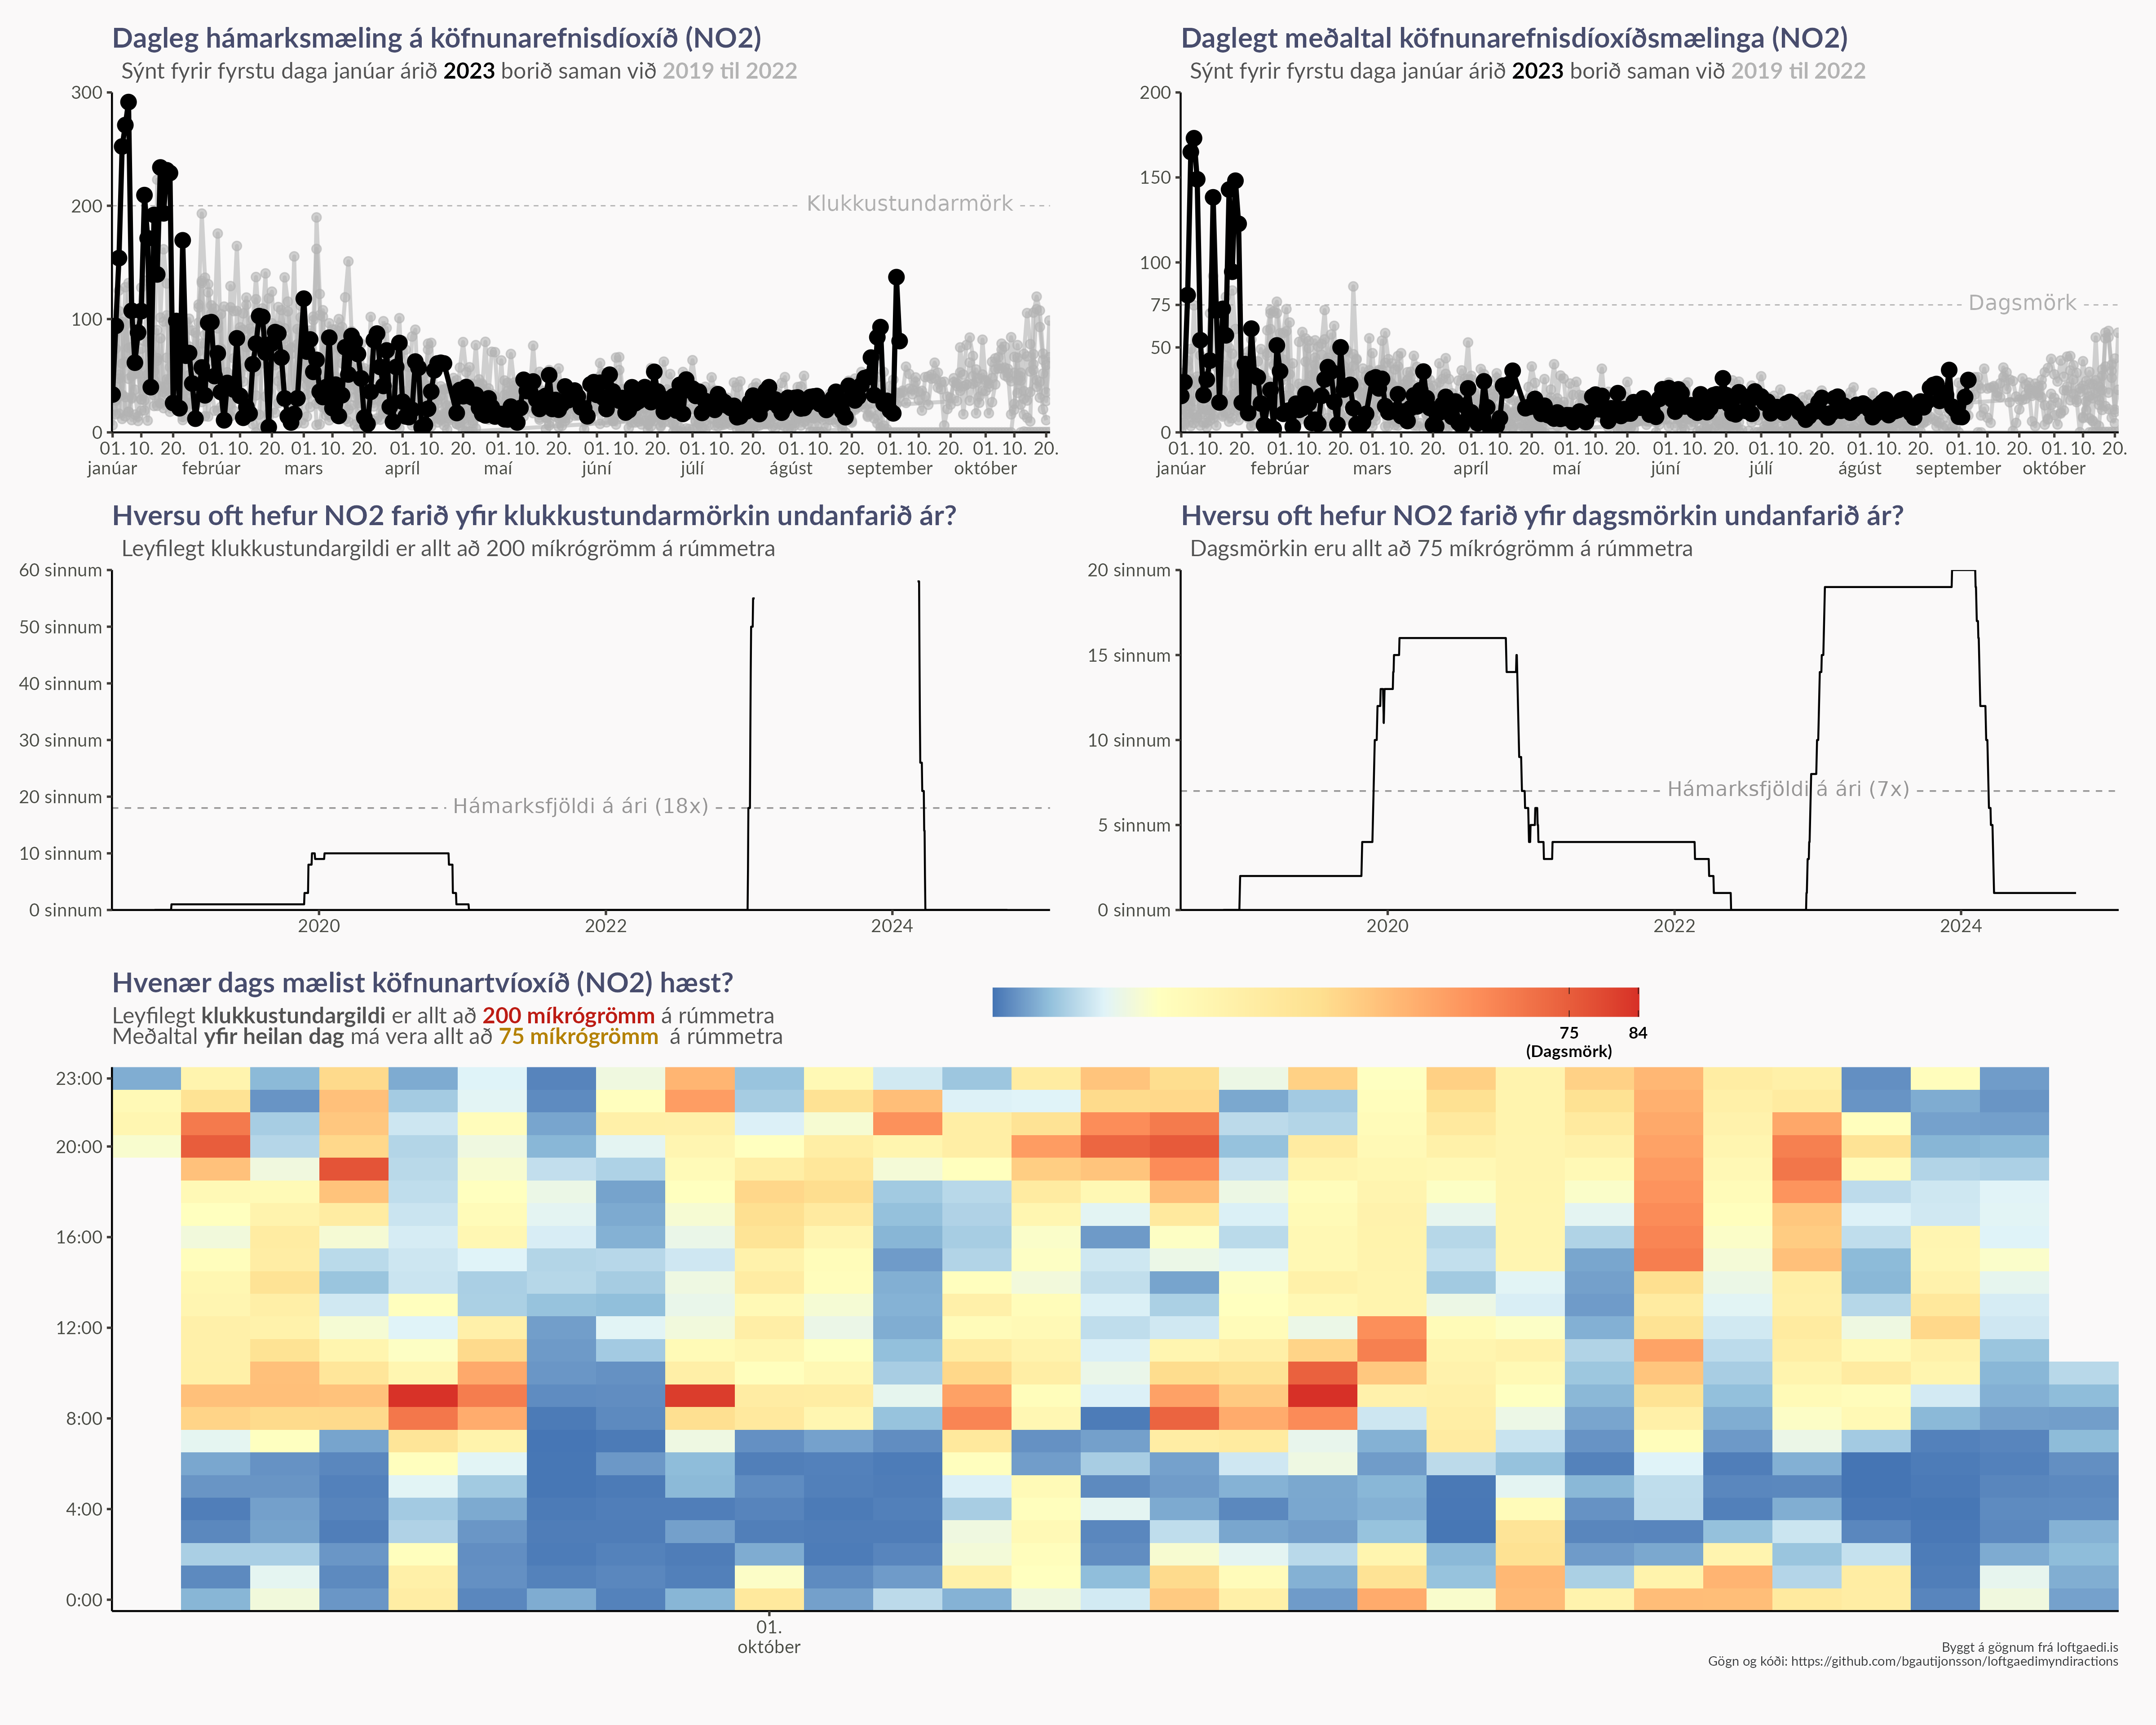 Dagleg hámarksmæling á köfnunarefnisdíoxíð (NO2)
Sýnt fyrir fyrstu daga janúar árið 2023 borið saman við 2019 til 2022
300
200
100
0
Klukkustundarmörk
01. 10. 20. 01. 10. 20. 01. 10. 20. 01. 10. 20. 01. 10. 20. 01. 10. 20. 01. 10. 20. 01. 10. 20. 01. 10. 20. 01. 10. 20.
janúar febrúar mars apríl maí júní júlí ágúst september október
Daglegt meðaltal köfnunarefnisdíoxíðsmælinga (NO2)
Sýnt fyrir fyrstu daga janúar árið 2023 borið saman við 2019 til 2022
200
150
100
75
50
0
Dagsmörk
01. 10. 20. 01. 10. 20. 01. 10. 20. 01. 10. 20. 01. 10. 20. 01. 10. 20. 01. 10. 20. 01. 10. 20. 01. 10. 20. 01. 10. 20.
janúar febrúar mars apríl maí júní júlí ágúst september október
Hversu oft hefur NO2 farið yfir klukkustundarmörkin undanfarið ár?
Leyfilegt klukkustundargildi er allt að 200 míkrógrömm á rúmmetra
60 sinnum
50 sinnum
40 sinnum
30 sinnum
20 sinnum
10 sinnum
0 sinnum
Hámarksfjöldi á ári (18x)
2020 2022 2024
Hversu oft hefur NO2 farið yfir dagsmörkin undanfarið ár?
Dagsmörkin eru allt að 75 míkrógrömm á rúmmetra
20 sinnum
15 sinnum
10 sinnum
5 sinnum
0 sinnum
Hámarksfjöldi á ári (7x)
2020 2022 2024
Hvenær dags mælist köfnunartvíoxíð (NO2) hæst?
Leyfilegt klukkustundargildi er allt að 200 míkrógrömm á rúmmetra
Meðaltal yfir heilan dag má vera allt að 75 míkrógrömm á rúmmetra
75 84
(Dagsmörk)
23:00
20:00
16:00
12:00
8:00
4:00
0:00
01.
október
Byggt á gögnum frá loftgaedi.is
Gögn og kóði: https://github.com/bgautijonsson/loftgaedimyndiractions